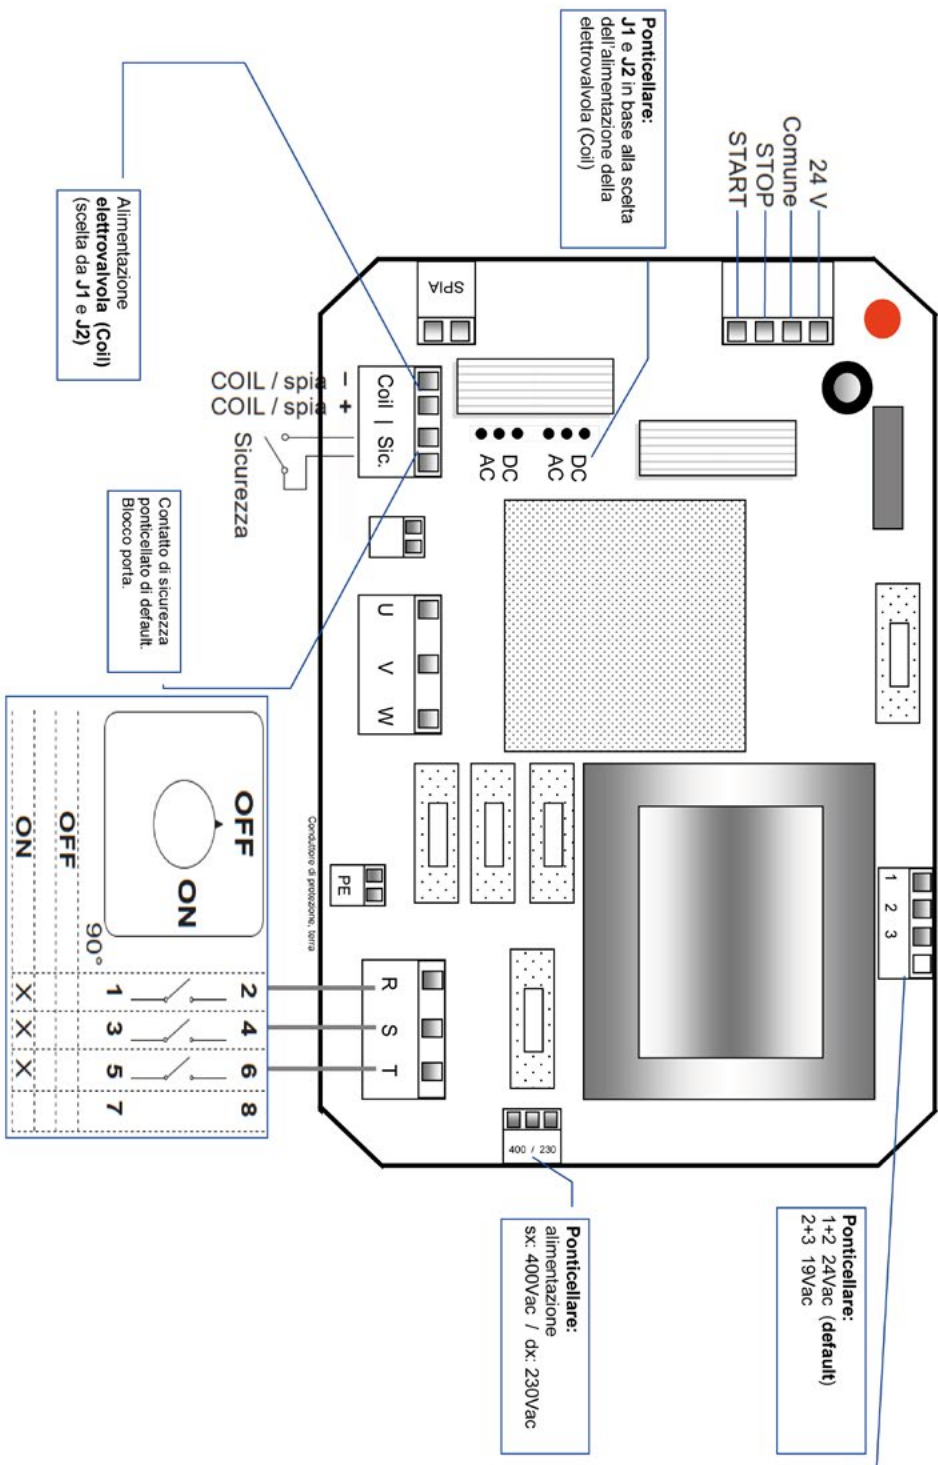 Ponticellare:
J1 e J2 in base alla scelta
dell'alimentazione della
elettrovalvola (Coil)
24 V
Comune
STOP
START
Alimentazione
elettrovalvola (Coil)
(scelta da J1 e J2)
SPIA
COIL / spia -
COIL / spia +
Coil | Sic.
Sicurezza
DC
AC
DC
AC
Contatto di sicurezza
ponticellato di default.
Blocco porta.
U V W
Conduttore di protezione, terra
PE
R S T
1 2 3
400 / 230
OFF
ON
90°
OFF
ON
2 4 6 8
1 3 5 7
X X X
Ponticellare:
alimentazione
sx: 400Vac / dx: 230Vac
Ponticellare:
1+2 24Vac (default)
2+3 19Vac